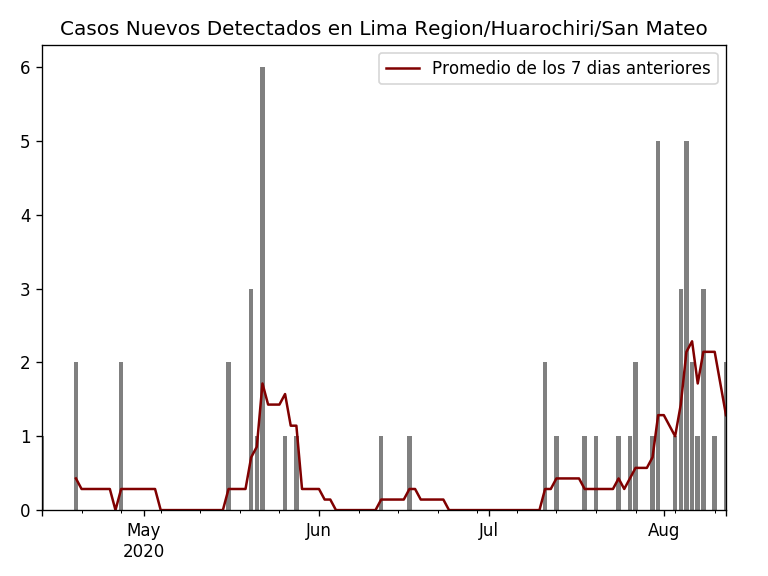 Casos Nuevos Detectados en Lima Region/Huarochiri/San Mateo
Promedio de los 7 dias anteriores
6
5
4
3
2
1
0
May
2020
Jun
Jul
Aug